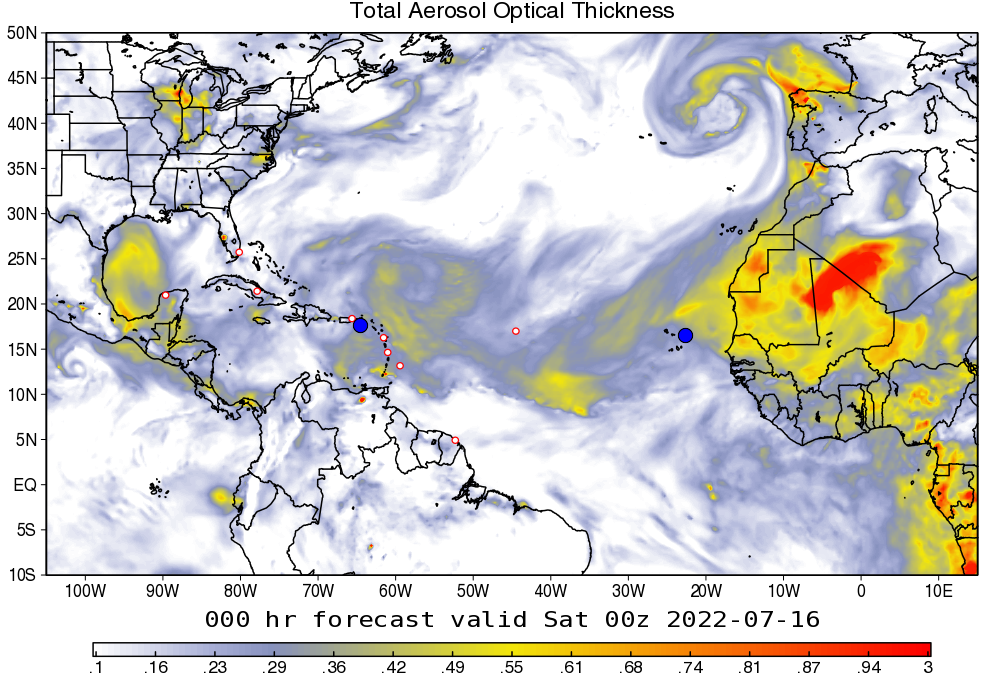 Total Aerosol Optical Thickness
50N
45N
40N
35N
30N
25N
20N
15N
10N
5N
EQ
5S
10S
100W 90W 80W 70W 60W 50W 40W 30W 20W 10W 0 10E
000 hr forecast valid Sat 00z 2022-07-16
.1 .16 .23 .29 .36 .42 .49 .55 .61 .68 .74 .81 .87 .94 3